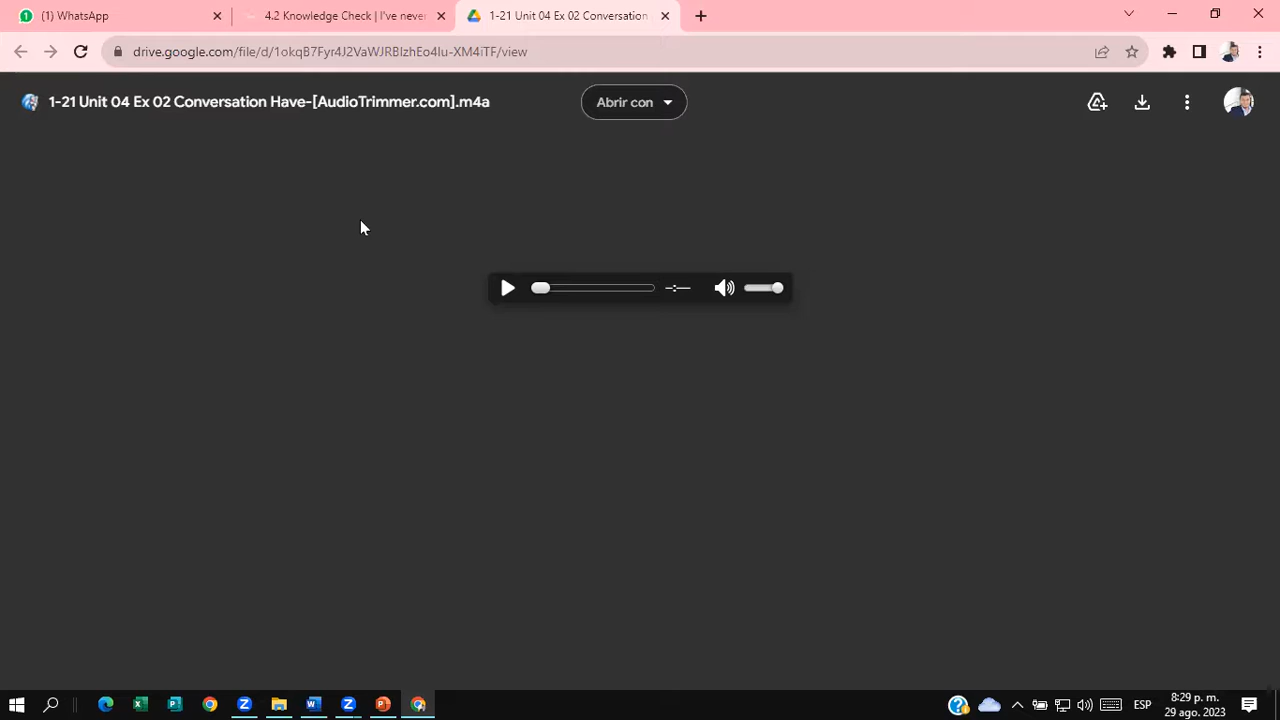 (1) WhatsApp
4.2 Knowledge Check | I've never
1-21 Unit 04 Ex 02 Conversation
drive.google.com/file/d/1okqB7Fyr4J2VaWJRBIzhEo4Iu-XM4iTF/view
1-21 Unit 04 Ex 02 Conversation Have-[AudioTrimmer.com].m4a
Abrir con
-:--
ESP
8:29 p. m.
29 ago. 2023